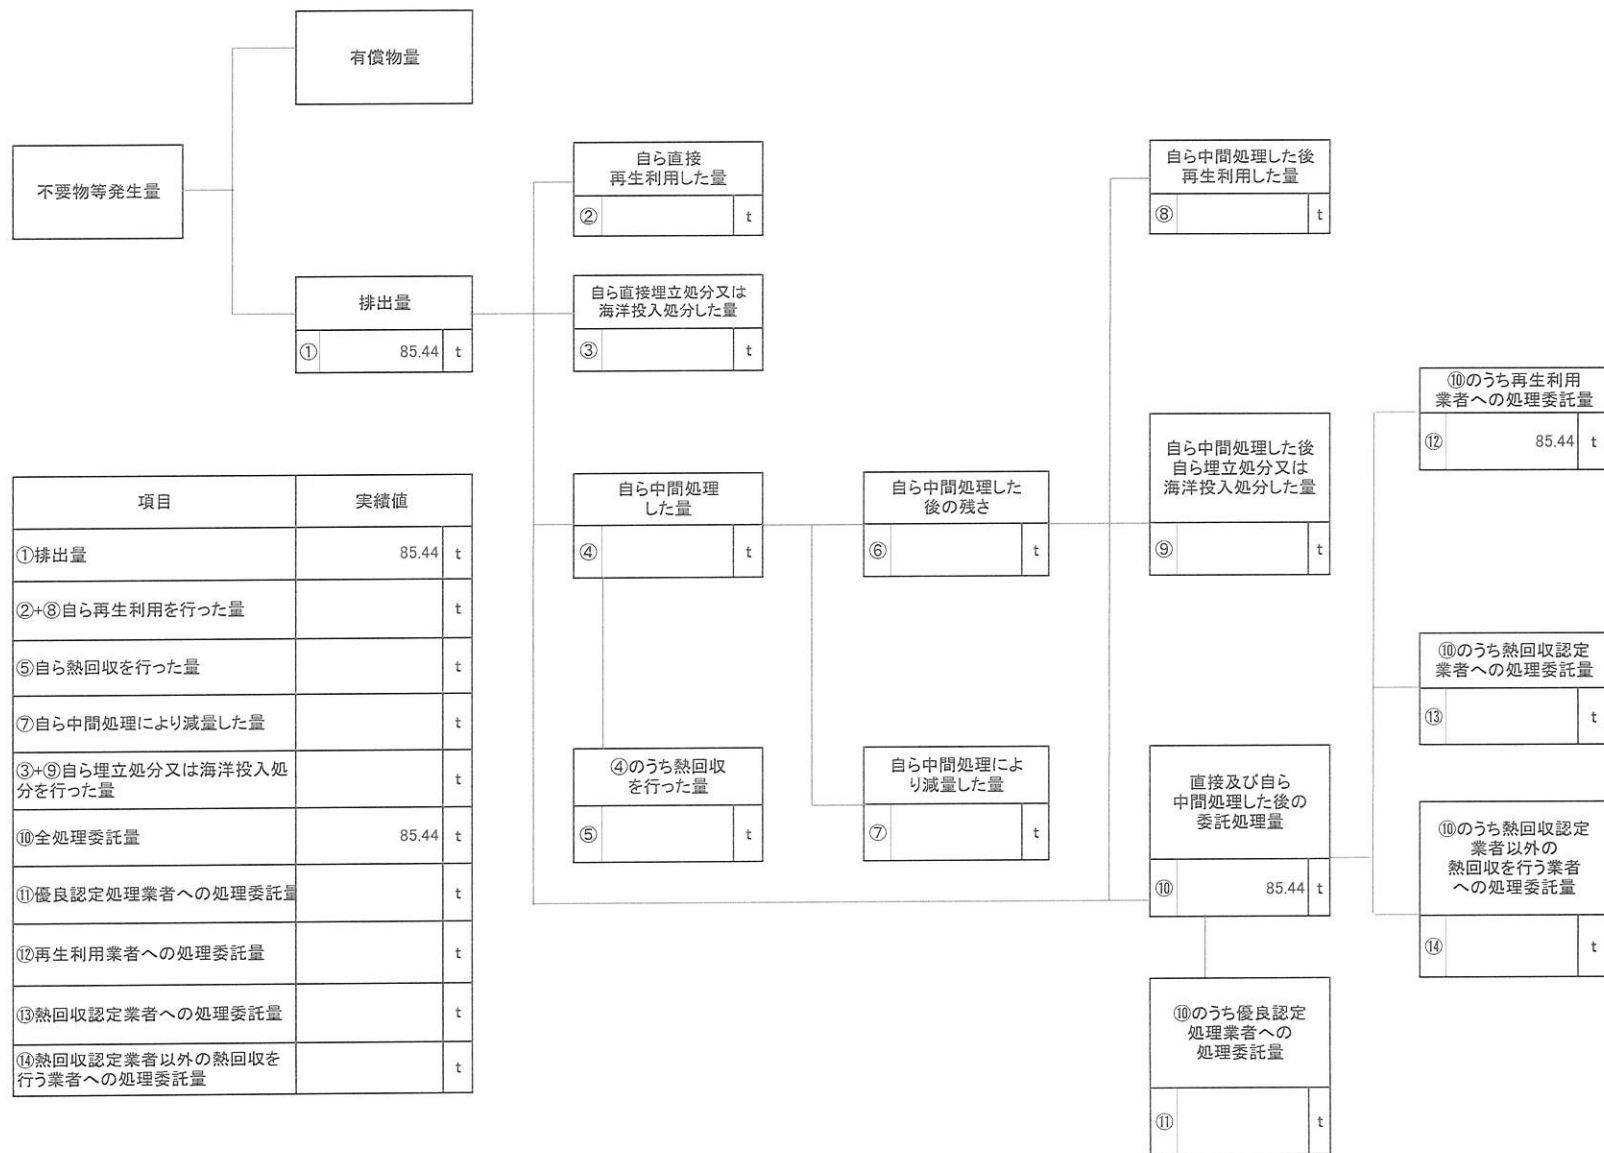 有償物量
不要物等発生量
排出量
① 85.44 t
自ら直接
再生利用した量
② t
自ら直接埋立処分又は
海洋投入処分した量
③ t
自ら中間処理
した量
④ t
④のうち熱回収
を行った量
⑤ t
自ら中間処理した
後の残さ
⑥ t
自ら中間処理によ
り減量した量
⑦ t
自ら中間処理した後
再生利用した量
⑧ t
自ら中間処理した後
自ら埋立処分又は
海洋投入処分した量
⑨ t
直接及び自ら
中間処理した後の
委託処理量
⑩ 85.44 t
⑩のうち優良認定
処理業者への
処理委託量
⑪ t
⑩のうち再生利用
業者への処理委託量
⑫ 85.44 t
⑩のうち熱回収認定
業者への処理委託量
⑬ t
⑩のうち熱回収認定
業者以外の
熱回収を行う業者
への処理委託量
⑭ t
項目 実績値
①排出量 85.44 t
②+⑧自ら再生利用を行った量 t
⑤自ら熱回収を行った量 t
⑦自ら中間処理により減量した量 t
③+⑨自ら埋立処分又は海洋投入処
分を行った量 t
⑩全処理委託量 85.44 t
⑪優良認定処理業者への処理委託量 t
⑫再生利用業者への処理委託量 t
⑬熱回収認定業者への処理委託量 t
⑭熱回収認定業者以外の熱回収を
行う業者への処理委託量 t